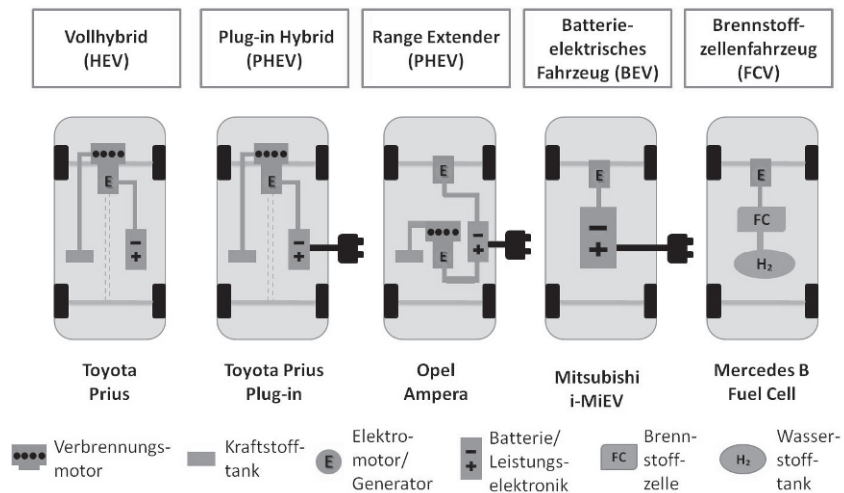 Vollhybrid
(HEV)
Plug-in Hybrid
(PHEV)
Range Extender
(PHEV)
Batterie-
elektrisches
Fahrzeug (BEV)
Brennstoff-
zellenfahrzeug
(FCV)
E
- +
E
- +
E
E
- +
E
- +
E
FC
H₂
Toyota
Prius
Toyota Prius
Plug-in
Opel
Ampera
Mitsubishi
i-MiEV
Mercedes B
Fuel Cell
Verbrennungs-
motor
Kraftstoff-
tank
E
Elektro-
motor/
Generator
- +
Batterie/
Leistungs-
elektronik
FC
Brenn-
stoff-
zelle
H₂
Wasser-
stoff-
tank